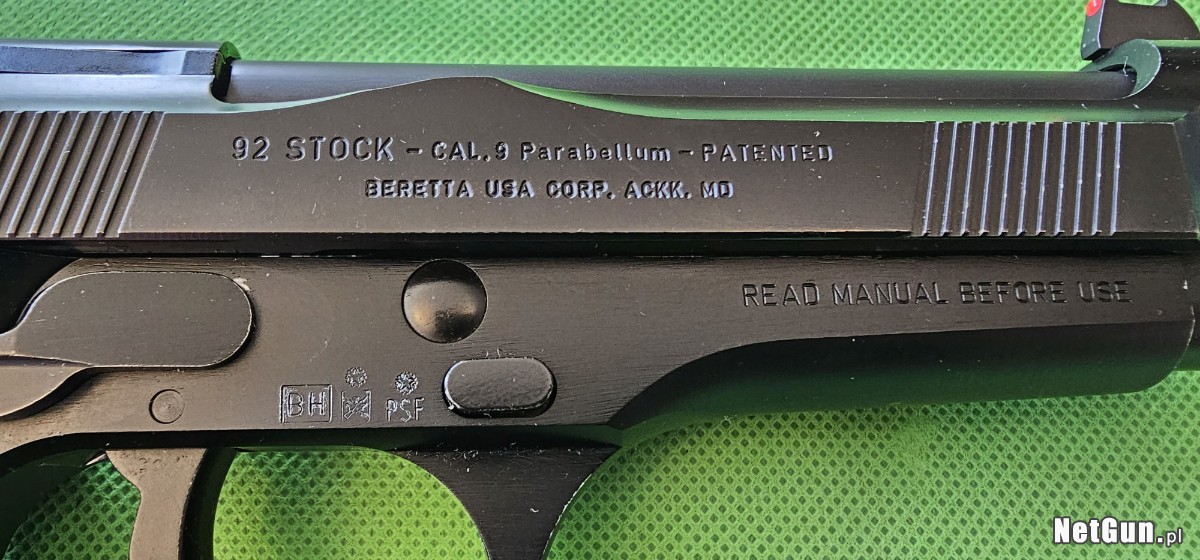 92 STOCK - CAL. 9 Parabellum - PATENTED
BERETTA USA CORP. ACKK. MD
READ MANUAL BEFORE USE
BH
PSF
NetGun.pl